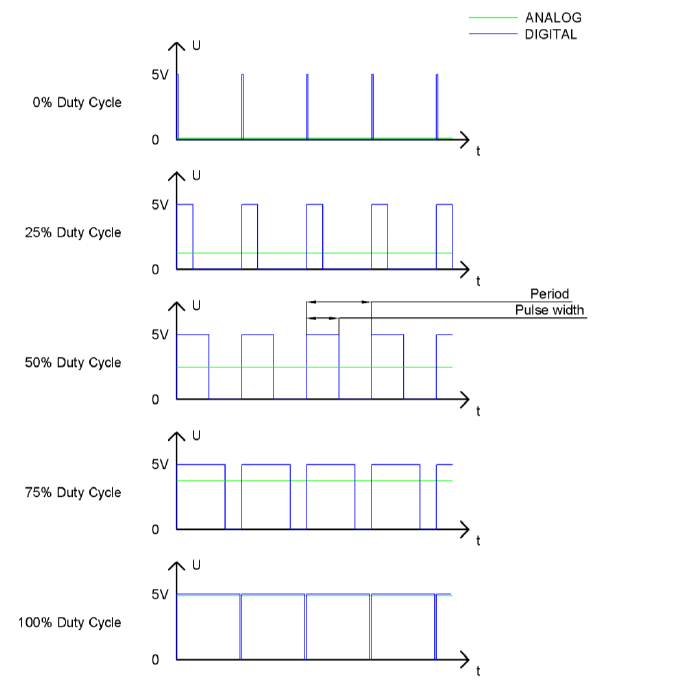 ANALOG
DIGITAL
U
5V
0% Duty Cycle
0
t
U
5V
25% Duty Cycle
0
t
Period
U
Pulse width
5V
50% Duty Cycle
0
t
U
5V
75% Duty Cycle
0
t
U
5V
100% Duty Cycle
0
t